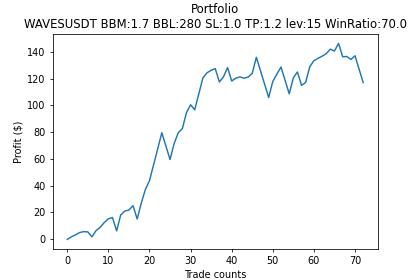 Portfolio
WAVESUSDT BBM:1.7 BBL:280 SL:1.0 TP:1.2 lev:15 WinRatio:70.0
140
120
100
80
60
40
20
0
Profit ($)
0 10 20 30 40 50 60 70
Trade counts